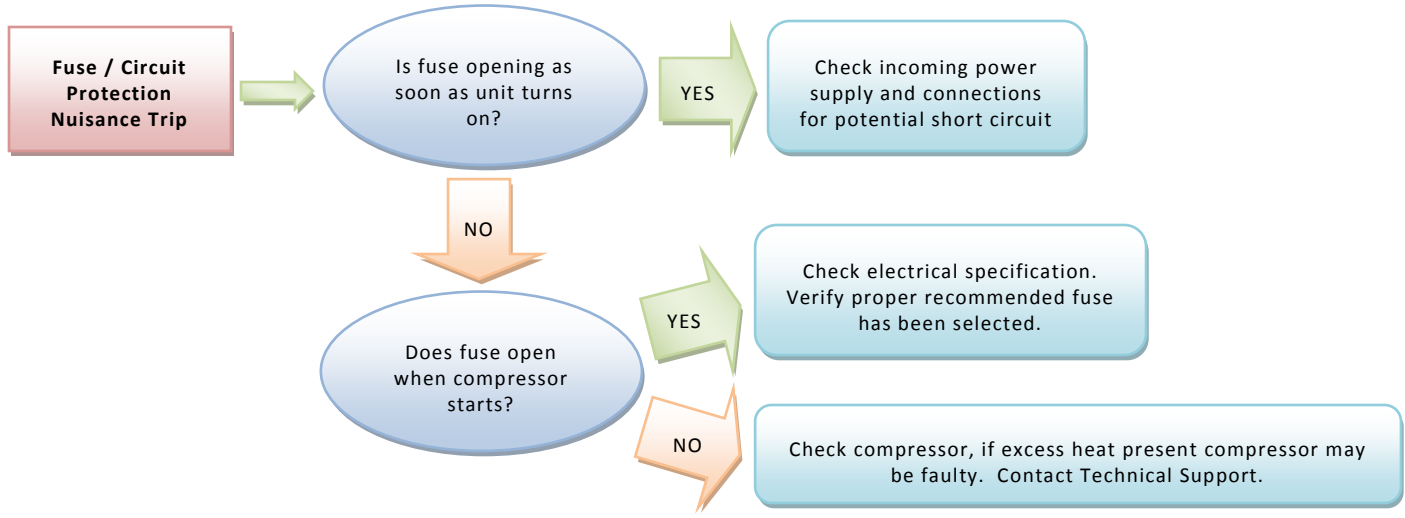 Fuse / Circuit
Protection
Nuisance Trip
Is fuse opening as
soon as unit turns
on?
YES
Check incoming power
supply and connections
for potential short circuit
NO
Does fuse open
when compressor
starts?
YES
Check electrical specification.
Verify proper recommended fuse
has been selected.
NO
Check compressor, if excess heat present compressor may
be faulty.  Contact Technical Support.